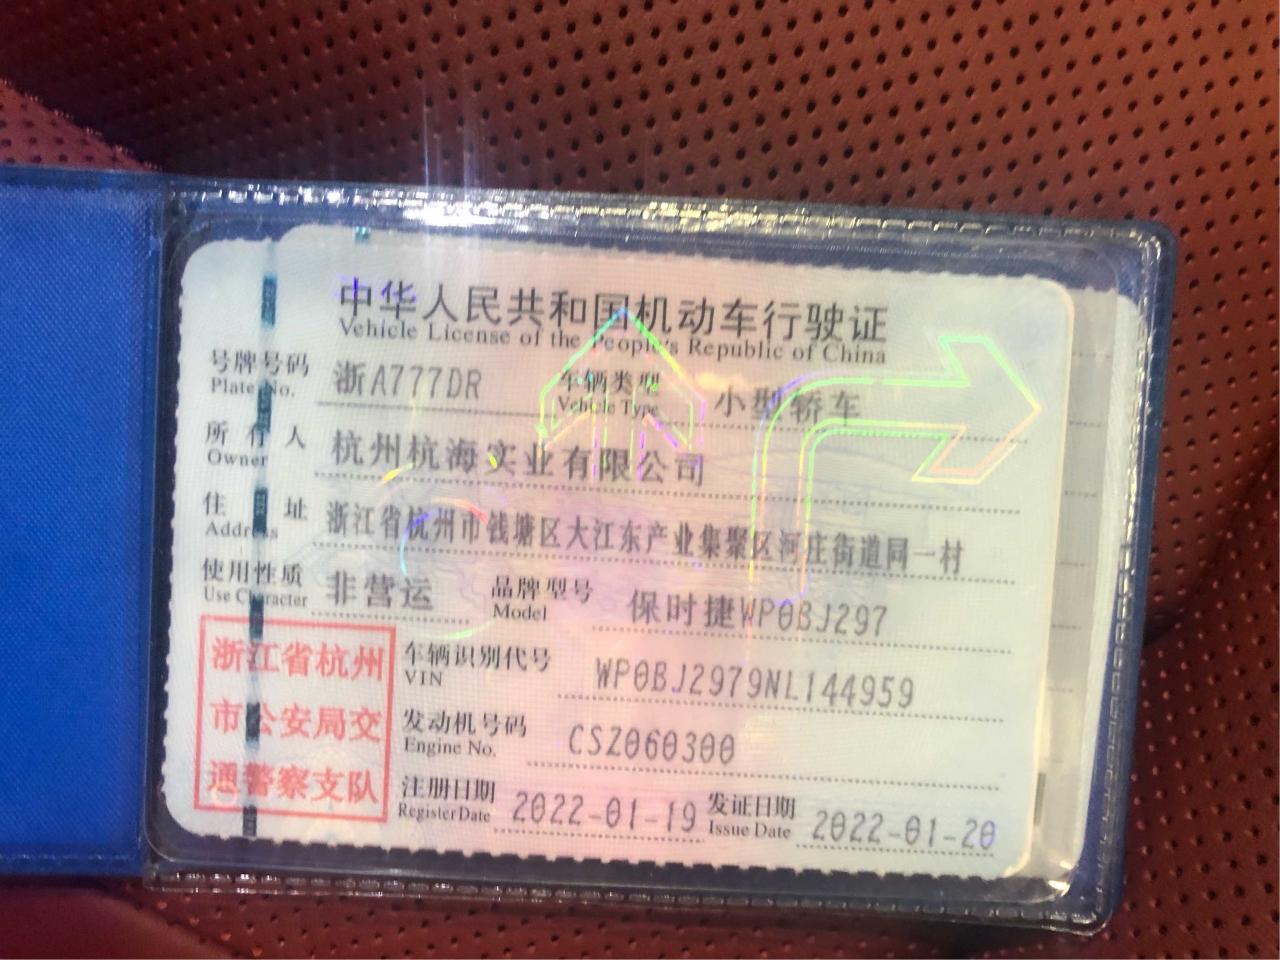 中华人民共和国机动车行驶证
Vehicle License of the People's Republic of China
号牌号码 浙A777DR 车辆类型 小型轿车
Plate No. Vehicle Type
所有人 杭州杭海实业有限公司
Owner
住址 浙江省杭州市钱塘区大江东产业集聚区河庄街道同一村
Address
使用性质 非营运 品牌型号 保时捷WP0BJ297
Use Character Model
浙江省杭州
市公安局交
通警察支队
车辆识别代号 WP0BJ2979NL144959
VIN
发动机号码 CSZ060300
Engine No.
注册日期 2022-01-19 发证日期 2022-01-20
Register Date Issue Date